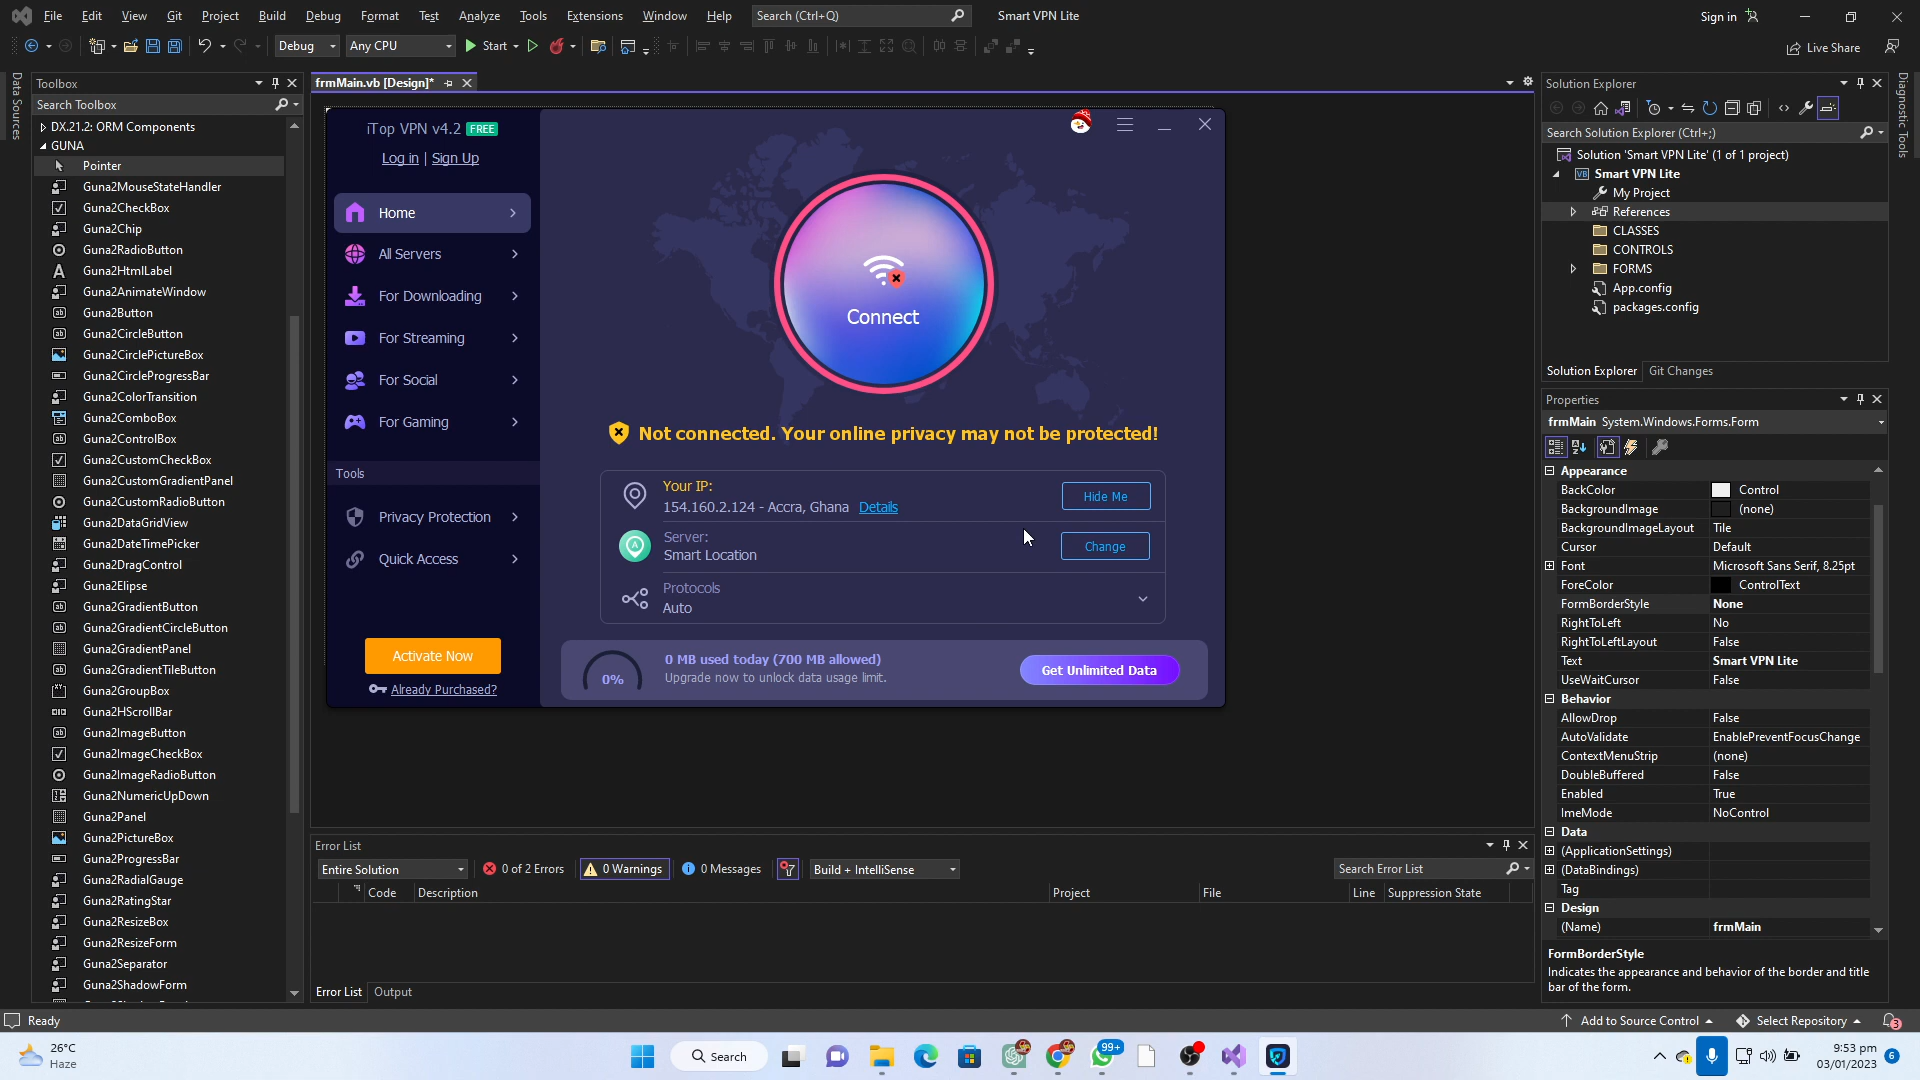 File Edit View Git Project Build Debug Format Test Analyze Tools Extensions Window Help Search (Ctrl+Q) Smart VPN Lite Sign in
Debug Any CPU Start Live Share
Data Sources
Toolbox
Search Toolbox
DX.21.2: ORM Components
GUNA
Pointer
Guna2MouseStateHandler
Guna2CheckBox
Guna2Chip
Guna2RadioButton
Guna2HtmlLabel
Guna2AnimateWindow
Guna2Button
Guna2CircleButton
Guna2CirclePictureBox
Guna2CircleProgressBar
Guna2ColorTransition
Guna2ComboBox
Guna2ControlBox
Guna2CustomCheckBox
Guna2CustomGradientPanel
Guna2CustomRadioButton
Guna2DataGridView
Guna2DateTimePicker
Guna2DragControl
Guna2Elipse
Guna2GradientButton
Guna2GradientCircleButton
Guna2GradientPanel
Guna2GradientTileButton
Guna2GroupBox
Guna2HScrollBar
Guna2ImageButton
Guna2ImageCheckBox
Guna2ImageRadioButton
Guna2NumericUpDown
Guna2Panel
Guna2PictureBox
Guna2ProgressBar
Guna2RadialGauge
Guna2RatingStar
Guna2ResizeBox
Guna2ResizeForm
Guna2Separator
Guna2ShadowForm
frmMain.vb [Design]*
iTop VPN v4.2 FREE
Log in | Sign Up
Home
All Servers
For Downloading
For Streaming
For Social
For Gaming
Tools
Privacy Protection
Quick Access
Activate Now
Already Purchased?
Connect
Not connected. Your online privacy may not be protected!
Your IP:
154.160.2.124 - Accra, Ghana Details
Hide Me
Server:
Smart Location
Change
Protocols
Auto
0%
0 MB used today (700 MB allowed)
Upgrade now to unlock data usage limit.
Get Unlimited Data
Error List
Entire Solution 0 of 2 Errors 0 Warnings 0 Messages Build + IntelliSense Search Error List
Code Description Project File Line Suppression State
Error List Output
Solution Explorer
Search Solution Explorer (Ctrl+;)
Solution 'Smart VPN Lite' (1 of 1 project)
VB Smart VPN Lite
My Project
References
CLASSES
CONTROLS
FORMS
App.config
packages.config
Solution Explorer Git Changes
Properties
frmMain System.Windows.Forms.Form
Appearance
BackColor Control
BackgroundImage (none)
BackgroundImageLayout Tile
Cursor Default
Font Microsoft Sans Serif, 8.25pt
ForeColor ControlText
FormBorderStyle None
RightToLeft No
RightToLeftLayout False
Text Smart VPN Lite
UseWaitCursor False
Behavior
AllowDrop False
AutoValidate EnablePreventFocusChange
ContextMenuStrip (none)
DoubleBuffered False
Enabled True
ImeMode NoControl
Data
(ApplicationSettings)
(DataBindings)
Tag
Design
(Name) frmMain
FormBorderStyle
Indicates the appearance and behavior of the border and title
bar of the form.
Diagnostic Tools
Ready Add to Source Control Select Repository 3
26°C
Haze
Search
99+
9:53 pm
03/01/2023
6